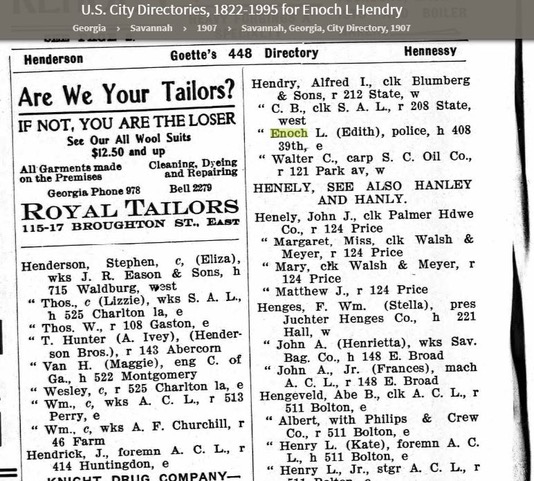 U.S. City Directories, 1822-1995 for Enoch L Hendry
Georgia › Savannah › 1907 › Savannah, Georgia, City Directory, 1907
Henderson Goette's 448 Directory Hennessy
Are We Your Tailors?
IF NOT, YOU ARE THE LOSER
See Our All Wool Suits
$12.50 and up
All Garments made
on the Premises
Cleaning, Dyeing
and Repairing
Georgia Phone 978 Bell 2279
ROYAL TAILORS
115-17 BROUGHTON ST., EAST
Henderson, Stephen, c, (Eliza),
wks J. R. Eason & Sons, h
715 Waldburg, west
" Thos., c (Lizzie), wks S. A. L.,
h 525 Charlton la, e
" Thos. W., r 108 Gaston, e
" T. Hunter (A. Ivey), (Hender-
son Bros.), r 143 Abercorn
" Van H. (Maggie), eng C. of
Ga., h 522 Montgomery
" Wesley, c, r 525 Charlton la, e
" Wm., c, wks A. C. L., r 513
Perry, e
" Wm., c, wks A. F. Churchill, r
46 Farm
Hendrick, J., foremn A. C. L., r
414 Huntingdon, e
KNIGHT DRUG COMPANY—
Hendry, Alfred I., clk Blumberg
& Sons, r 212 State, w
" C. B., clk S. A. L., r 208 State,
west
" Enoch L. (Edith), police, h 408
39th, e
" Walter C., carp S. C. Oil Co.,
r 121 Park av, w
HENELY, SEE ALSO HANLEY
AND HANLY.
Henely, John J., clk Palmer Hdwe
Co., r 124 Price
" Margaret, Miss, clk Walsh &
Meyer, r 124 Price
" Mary, clk Walsh & Meyer, r
124 Price
" Matthew J., r 124 Price
Henges, F. Wm. (Stella), pres
Juchter Henges Co., h 221
Hall, w
" John A. (Henrietta), wks Sav.
Bag. Co., h 148 E. Broad
" John A., Jr. (Frances), mach
A. C. L., r 148 E. Broad
Hengeveld, Abe B., clk A. C. L., r
511 Bolton, e
" Albert, with Philips & Crew
Co., r 511 Bolton, e
" Henry L. (Kate), foremn A. C.
L., h 511 Bolton, e
" Henry L., Jr., stgr A. C. L.,
r 511 Bolton, e